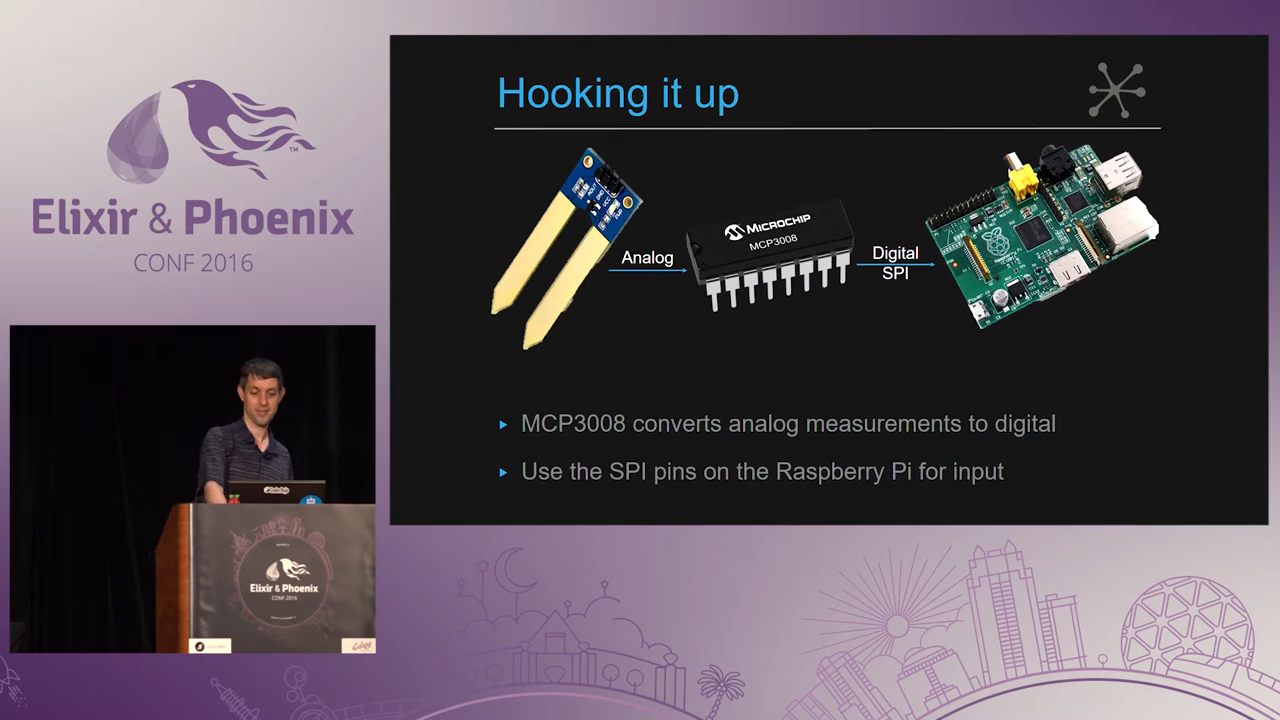 Elixir & Phoenix
TM
CONF 2016
Hooking it up
Analog
MICROCHIP
MCP3008
Digital
SPI
MCP3008 converts analog measurements to digital
Use the SPI pins on the Raspberry Pi for input
Elixir & Phoenix
CONF 2016